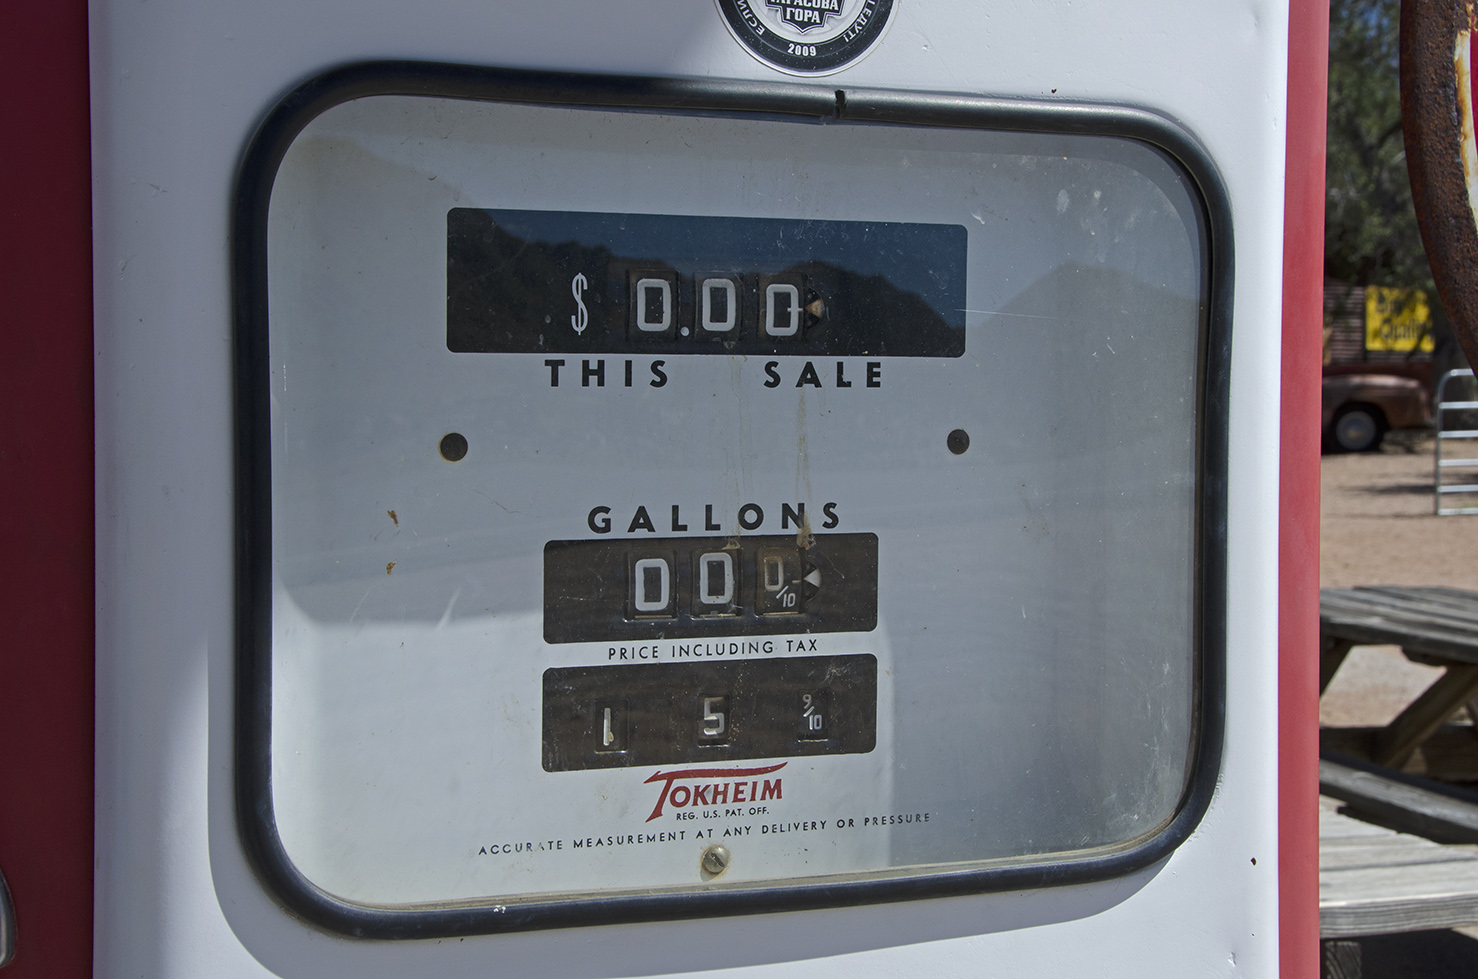 ГОРА
2009
$ 0.00
THIS SALE
GALLONS
00 0/10
PRICE INCLUDING TAX
1 5 9/10
TOKHEIM
REG. U.S. PAT. OFF.
ACCURATE MEASUREMENT AT ANY DELIVERY OR PRESSURE